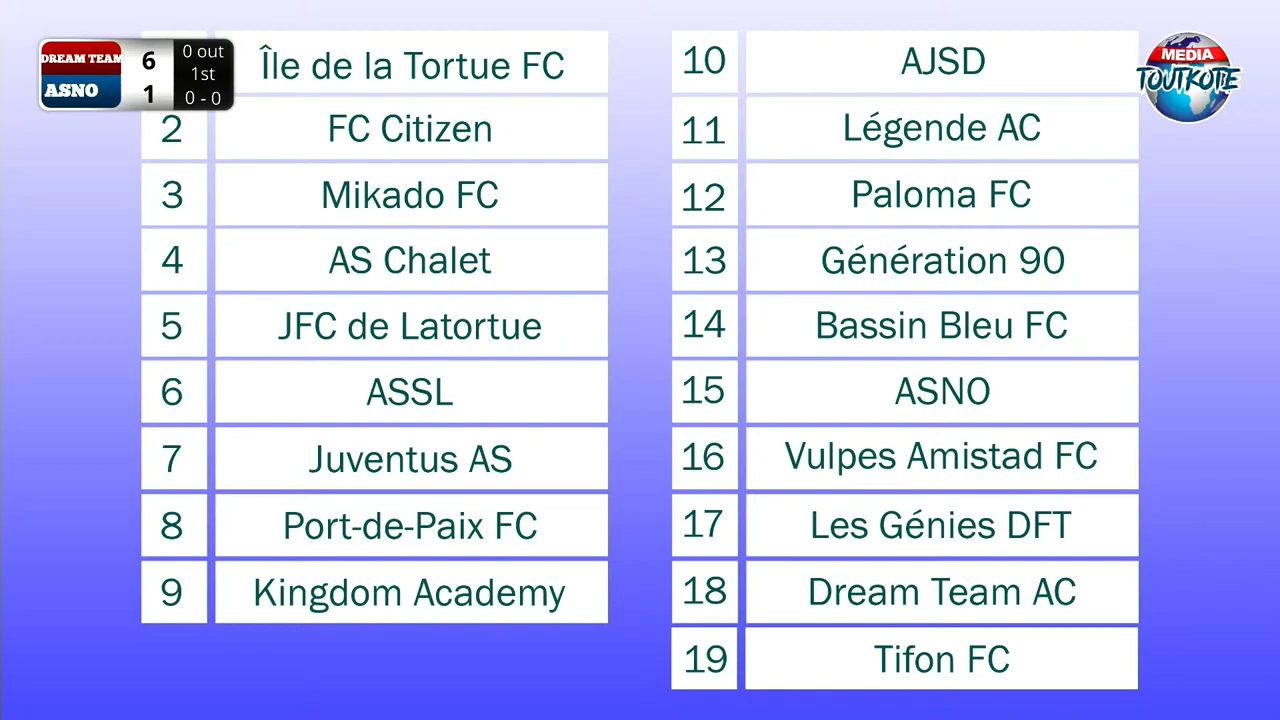 DREAM TEAM 6 0 out
1st
ASNO 1 0 - 0
Île de la Tortue FC
2 FC Citizen
3 Mikado FC
4 AS Chalet
5 JFC de Latortue
6 ASSL
7 Juventus AS
8 Port-de-Paix FC
9 Kingdom Academy
10 AJSD
11 Légende AC
12 Paloma FC
13 Génération 90
14 Bassin Bleu FC
15 ASNO
16 Vulpes Amistad FC
17 Les Génies DFT
18 Dream Team AC
19 Tifon FC
MEDIA
TOUTKOTE